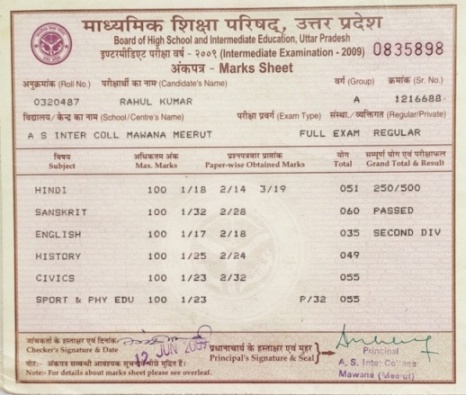 माध्यमिक शिक्षा परिषद्, उत्तर प्रदेश
Board of High School and Intermediate Education, Uttar Pradesh
इण्टरमीडिएट परीक्षा वर्ष - २००९ (Intermediate Examination - 2009) 0835898
अंकपत्र - Marks Sheet
अनुक्रमांक (Roll No.) परीक्षार्थी का नाम (Candidate's Name) वर्ग (Group) क्रमांक (Sr. No.)
0320487 RAHUL KUMAR A 1216688
विद्यालय/ केन्द्र का नाम (School/Centre's Name) परीक्षा प्रवर्ग (Exam Type) संस्था./व्यक्तिगत (Regular/Private)
A S INTER COLL MAWANA MEERUT FULL EXAM REGULAR
विषय अधिकतम अंक प्रश्नपत्रवार प्राप्तांक योग सम्पूर्ण योग एवं परीक्षाफल
Subject Max. Marks Paper-wise Obtained Marks Total Grand Total & Result
HINDI 100 1/18 2/14 3/19 051 250/500
SANSKRIT 100 1/32 2/28 060 PASSED
ENGLISH 100 1/17 2/18 035 SECOND DIV
HISTORY 100 1/25 2/24 049
CIVICS 100 1/23 2/32 055
SPORT & PHY EDU 100 1/23 P/32 055
जांचकर्ता के हस्ताक्षर एवं दिनांक
Checker's Signature & Date
12 JUN 2009
प्रधानाचार्य के हस्ताक्षर एवं मुहर
Principal's Signature & Seal
Principal
A. S. Inter College
Mawana (Meerut)
नोट:- अंकपत्र सम्बन्धी आवश्यक
Note:- For details about marks sheet please see overleaf.